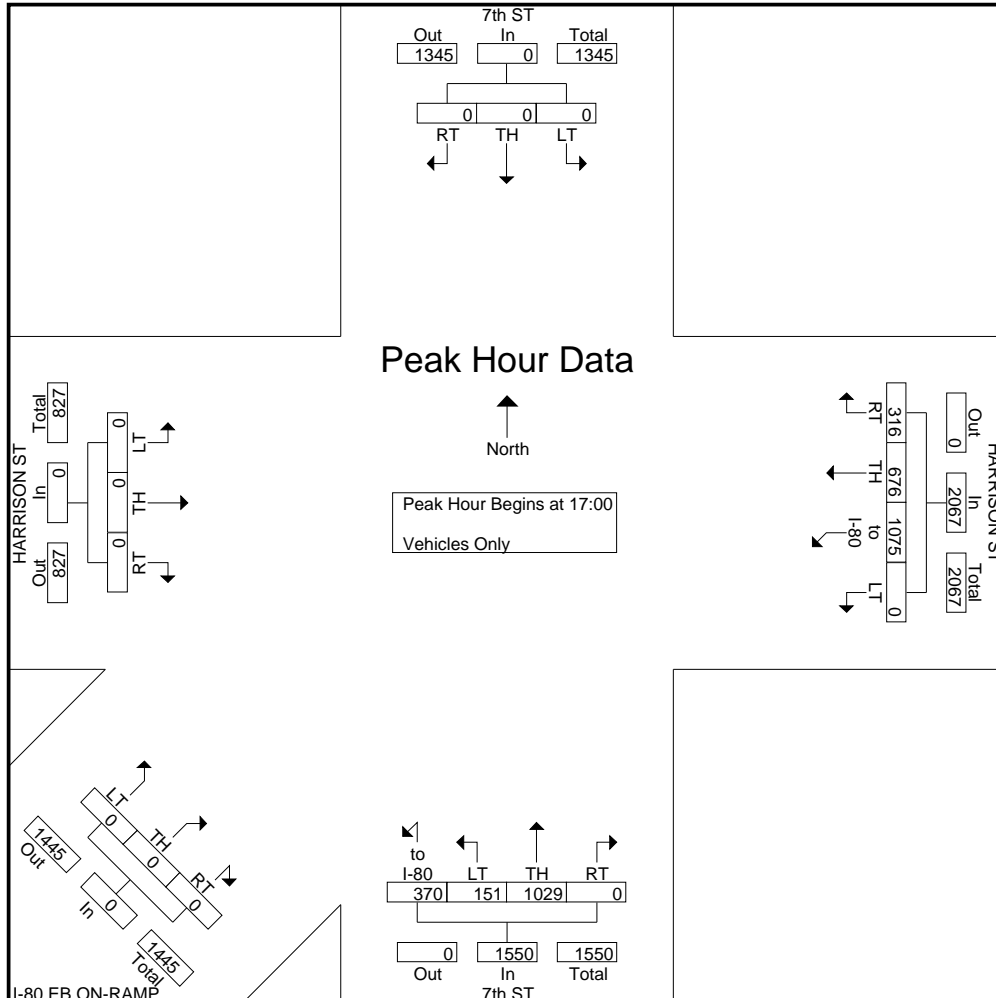 7th ST
Out In Total
1345 0 1345
0 0 0
RT TH LT
Peak Hour Data
North
Peak Hour Begins at 17:00
Vehicles Only
HARRISON ST
Total In Out
827 0 827
0 0 0
LT TH RT
HARRISON ST
Out In Total
0 2067 2067
316 676 1075 0
RT TH to I-80 LT
LT TH RT
0 0 0
1445 0 1445
Out In Total
I-80 EB ON-RAMP
to
I-80 LT TH RT
370 151 1029 0
0 1550 1550
Out In Total
7th ST